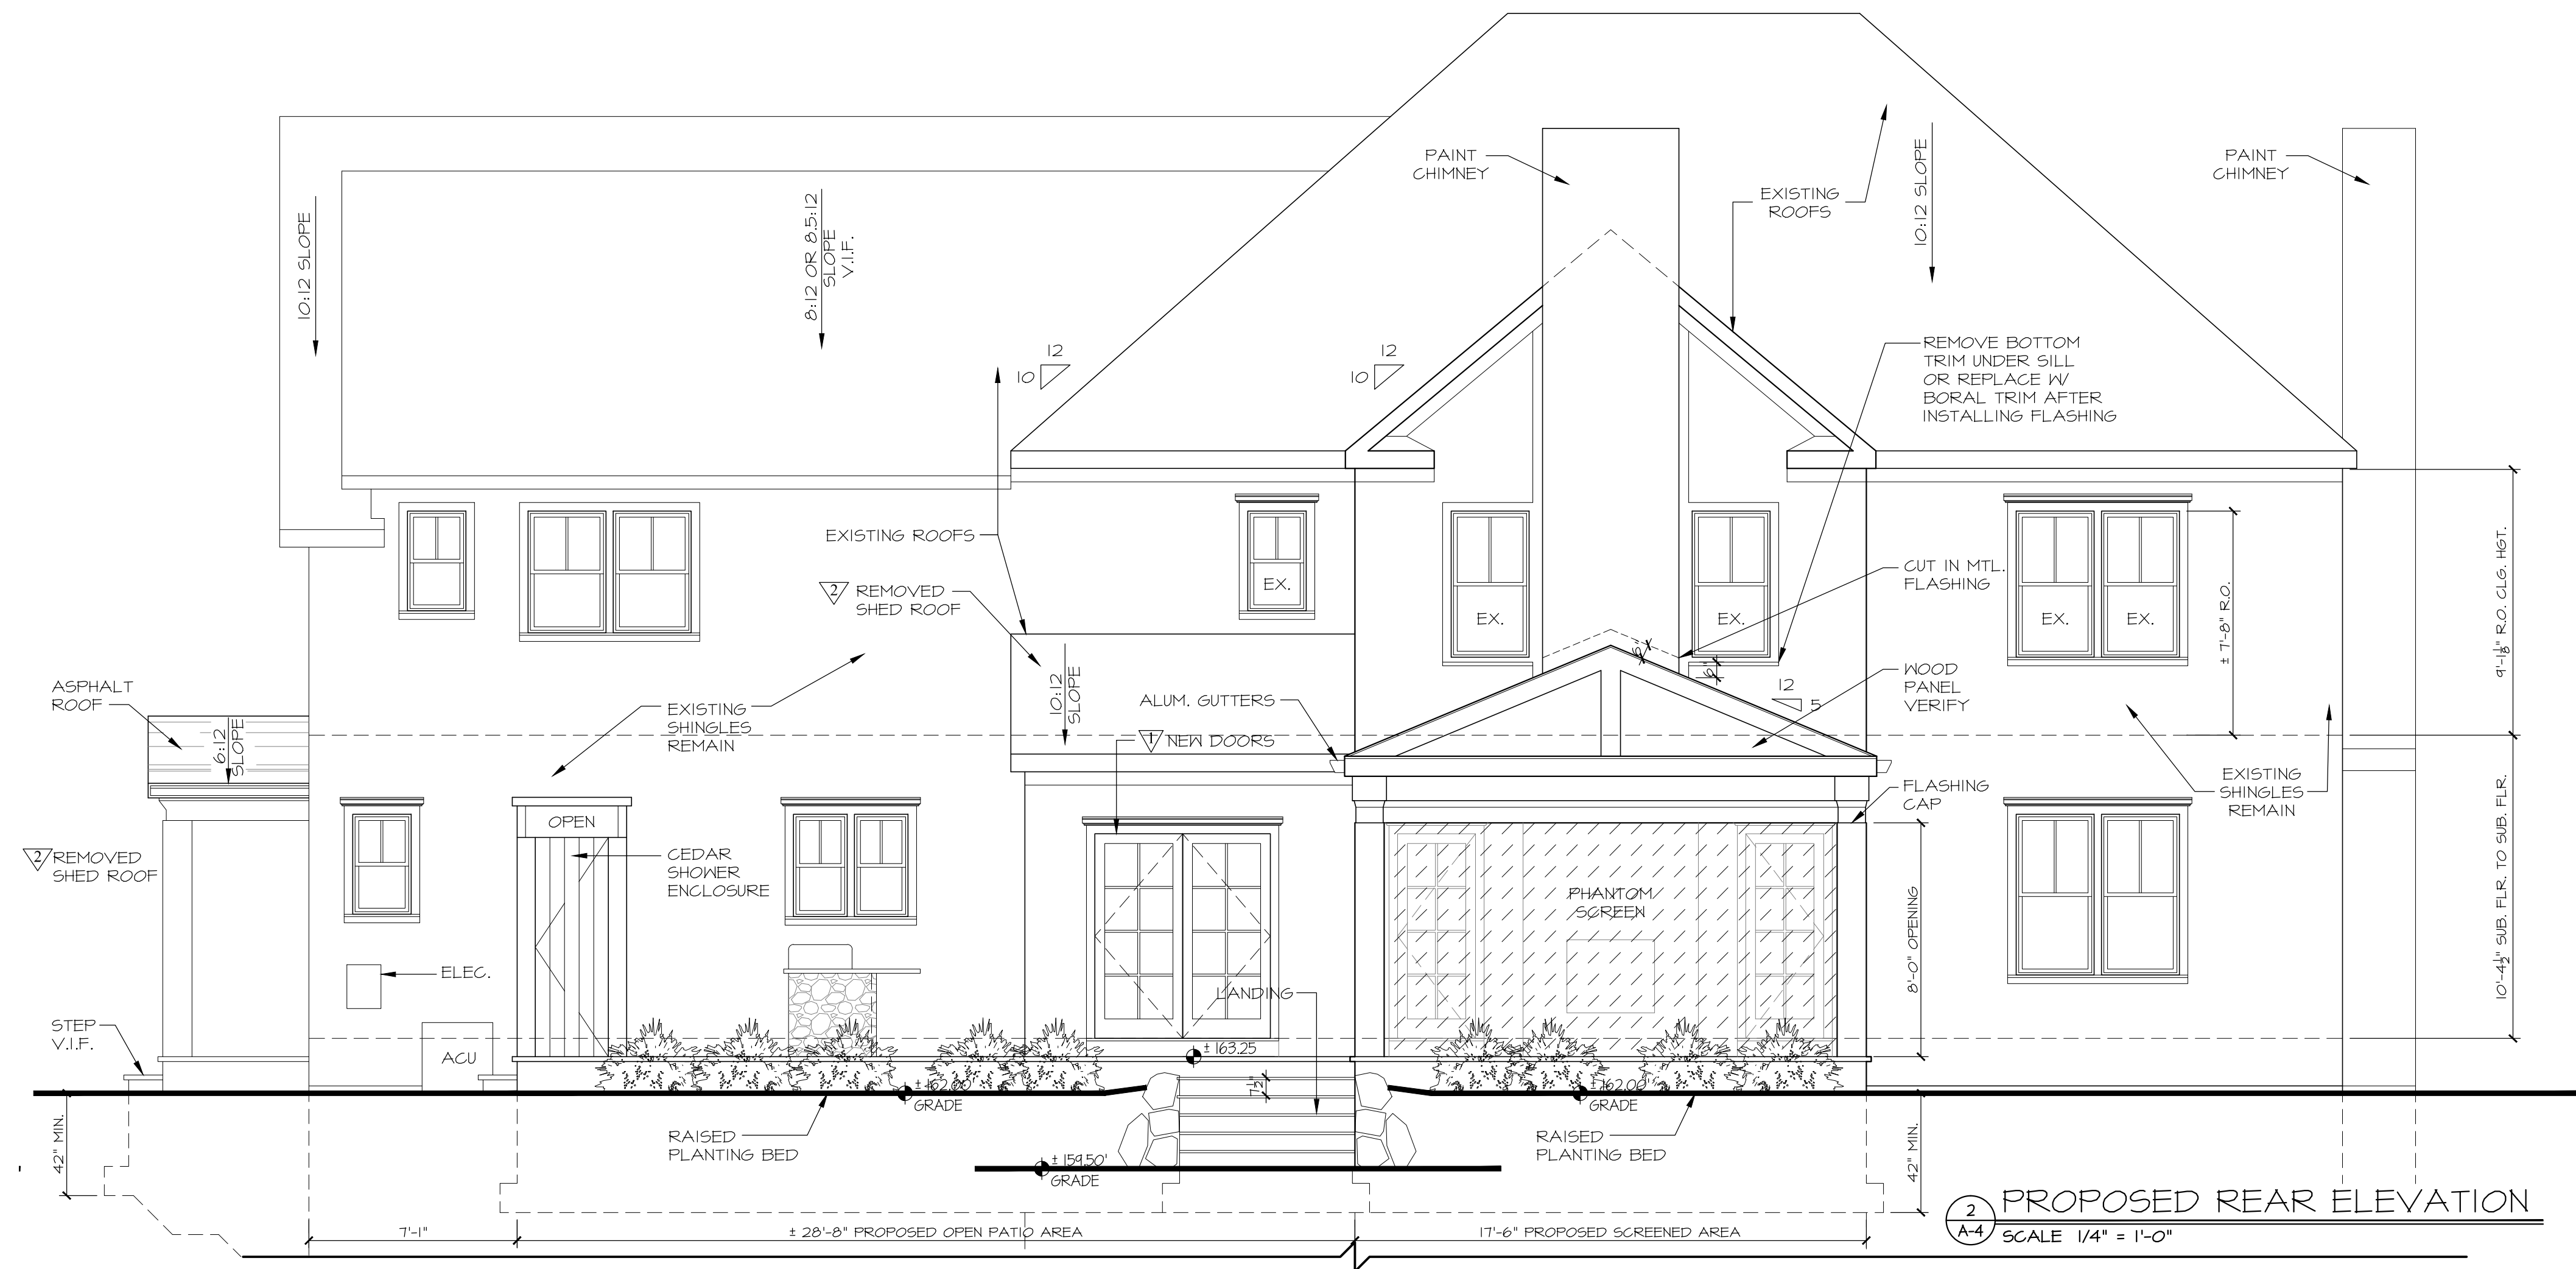 PAINT
CHIMNEY
EXISTING
ROOFS
10:12 SLOPE
PAINT
CHIMNEY
10:12 SLOPE
8:12 OR 8.5:12
SLOPE
V.I.F.
12
10
12
10
REMOVE BOTTOM
TRIM UNDER SILL
OR REPLACE W/
BORAL TRIM AFTER
INSTALLING FLASHING
EXISTING ROOFS
2
REMOVED
SHED ROOF
EX.
EX.
EX.
EX.
EX.
CUT IN MTL.
FLASHING
± 7'-8" R.O.
9'-1 1/8" R.O. CLG. HGT.
6"
6"
ASPHALT
ROOF
6:12
SLOPE
EXISTING
SHINGLES
REMAIN
10:12
SLOPE
ALUM. GUTTERS
1
NEW DOORS
12
5
WOOD
PANEL
VERIFY
FLASHING
CAP
EXISTING
SHINGLES
REMAIN
OPEN
2
REMOVED
SHED ROOF
CEDAR
SHOWER
ENCLOSURE
PHANTOM
SCREEN
8'-0" OPENING
10'-4 1/2" SUB. FLR. TO SUB. FLR.
ELEC.
LANDING
STEP
V.I.F.
ACU
± 163.25
7 1/2"
± 162.00'
GRADE
± 162.00'
GRADE
42" MIN.
RAISED
PLANTING BED
RAISED
PLANTING BED
42" MIN.
± 159.50'
GRADE
7'-1"
± 28'-8" PROPOSED OPEN PATIO AREA
17'-6" PROPOSED SCREENED AREA
2
A-4
PROPOSED REAR ELEVATION
SCALE 1/4" = 1'-0"